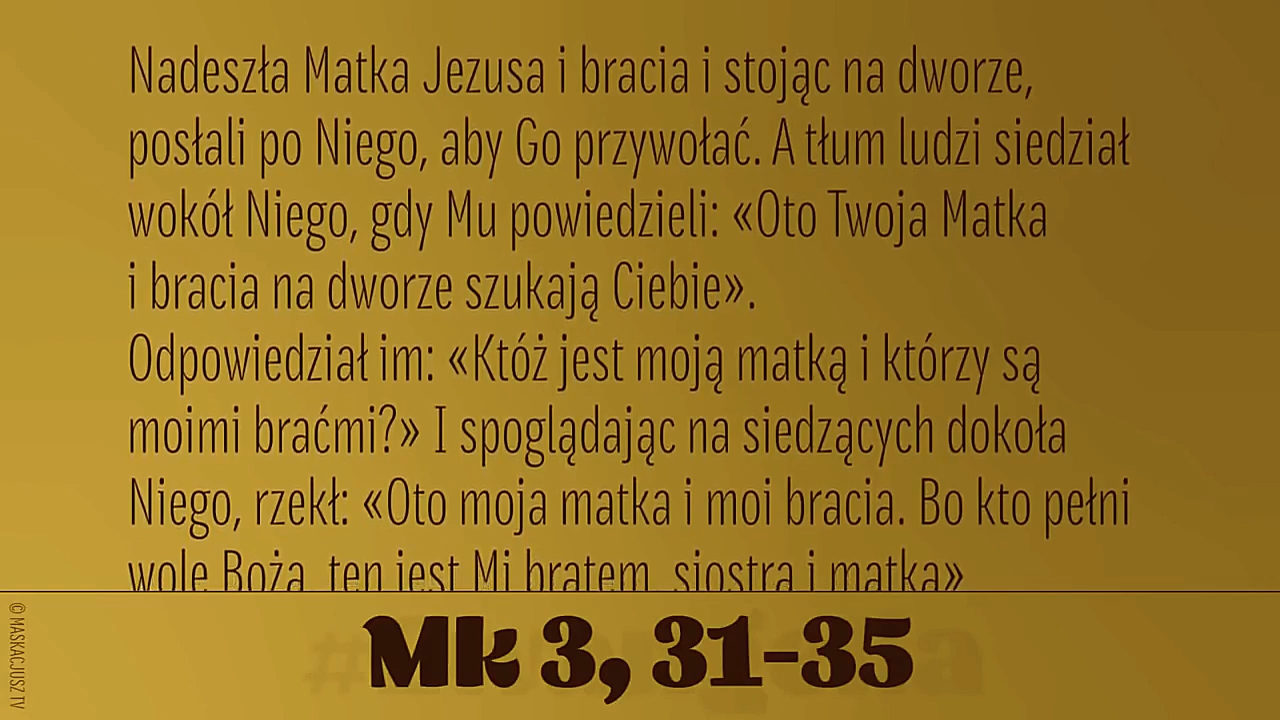 Nadeszła Matka Jezusa i bracia i stojąc na dworze,
posłali po Niego, aby Go przywołać. A tłum ludzi siedział
wokół Niego, gdy Mu powiedzieli: «Oto Twoja Matka
i bracia na dworze szukają Ciebie».
Odpowiedział im: «Któż jest moją matką i którzy są
moimi braćmi?» I spoglądając na siedzących dokoła
Niego, rzekł: «Oto moja matka i moi bracia. Bo kto pełni
wolę Bożą, ten jest Mi bratem, siostrą i matką»
Mk 3, 31-35
© MASKACJUSZ TV